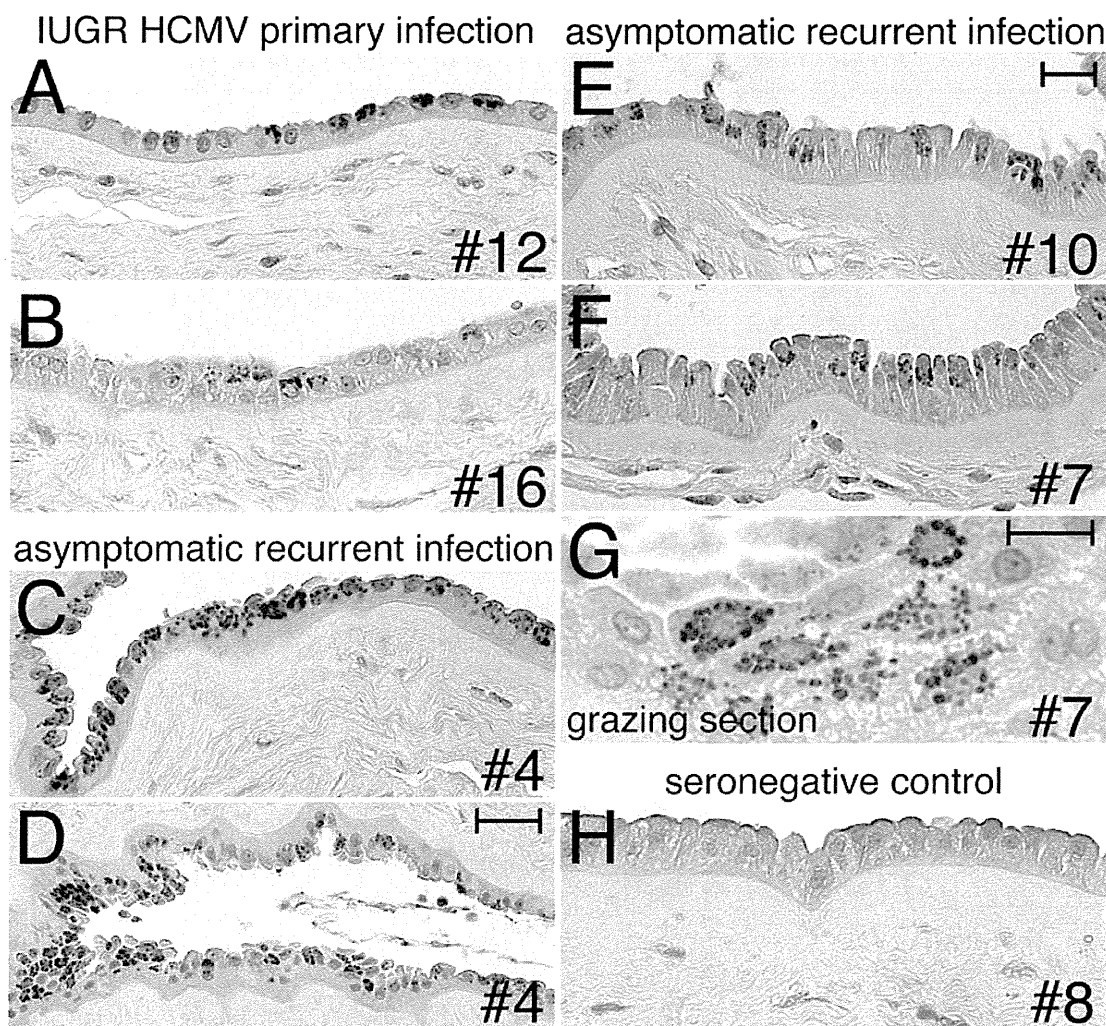 IUGR HCMV primary infection
A
#12
B
#16
asymptomatic recurrent infection
C
#4
D
#4
asymptomatic recurrent infection
E
#10
F
#7
G
grazing section
#7
seronegative control
H
#8